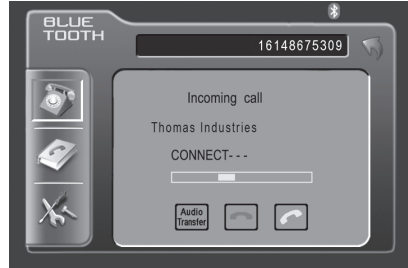 BLUE
TOOTH
16148675309
Incoming call
Thomas Industries
CONNECT---
Audio
Transfer